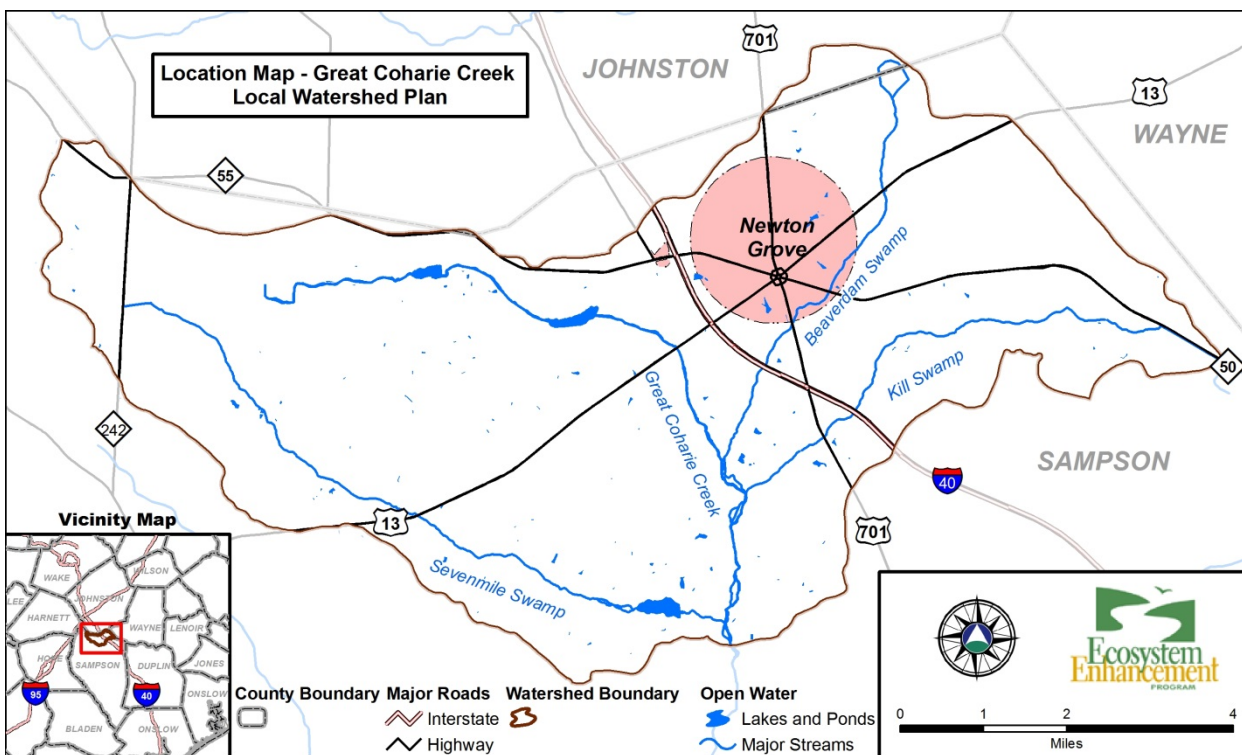 Location Map - Great Coharie Creek
Local Watershed Plan
JOHNSTON
701
13
WAYNE
55
Newton
Grove
Beaverdam Swamp
Kill Swamp
50
Great Coharie Creek
242
SAMPSON
40
13
701
Sevenmile Swamp
Vicinity Map
WAKE
WILSON
LEE
JOHNSTON
HARNETT
WAYNE
LENOIR
SAMPSON
DUPLIN
JONES
ONSLOW
95
40
BLADEN
ONSLOW
County Boundary
Major Roads
Interstate
Highway
Watershed Boundary
Open Water
Lakes and Ponds
Major Streams
Ecosystem
Enhancement
PROGRAM
0 1 2 4
Miles